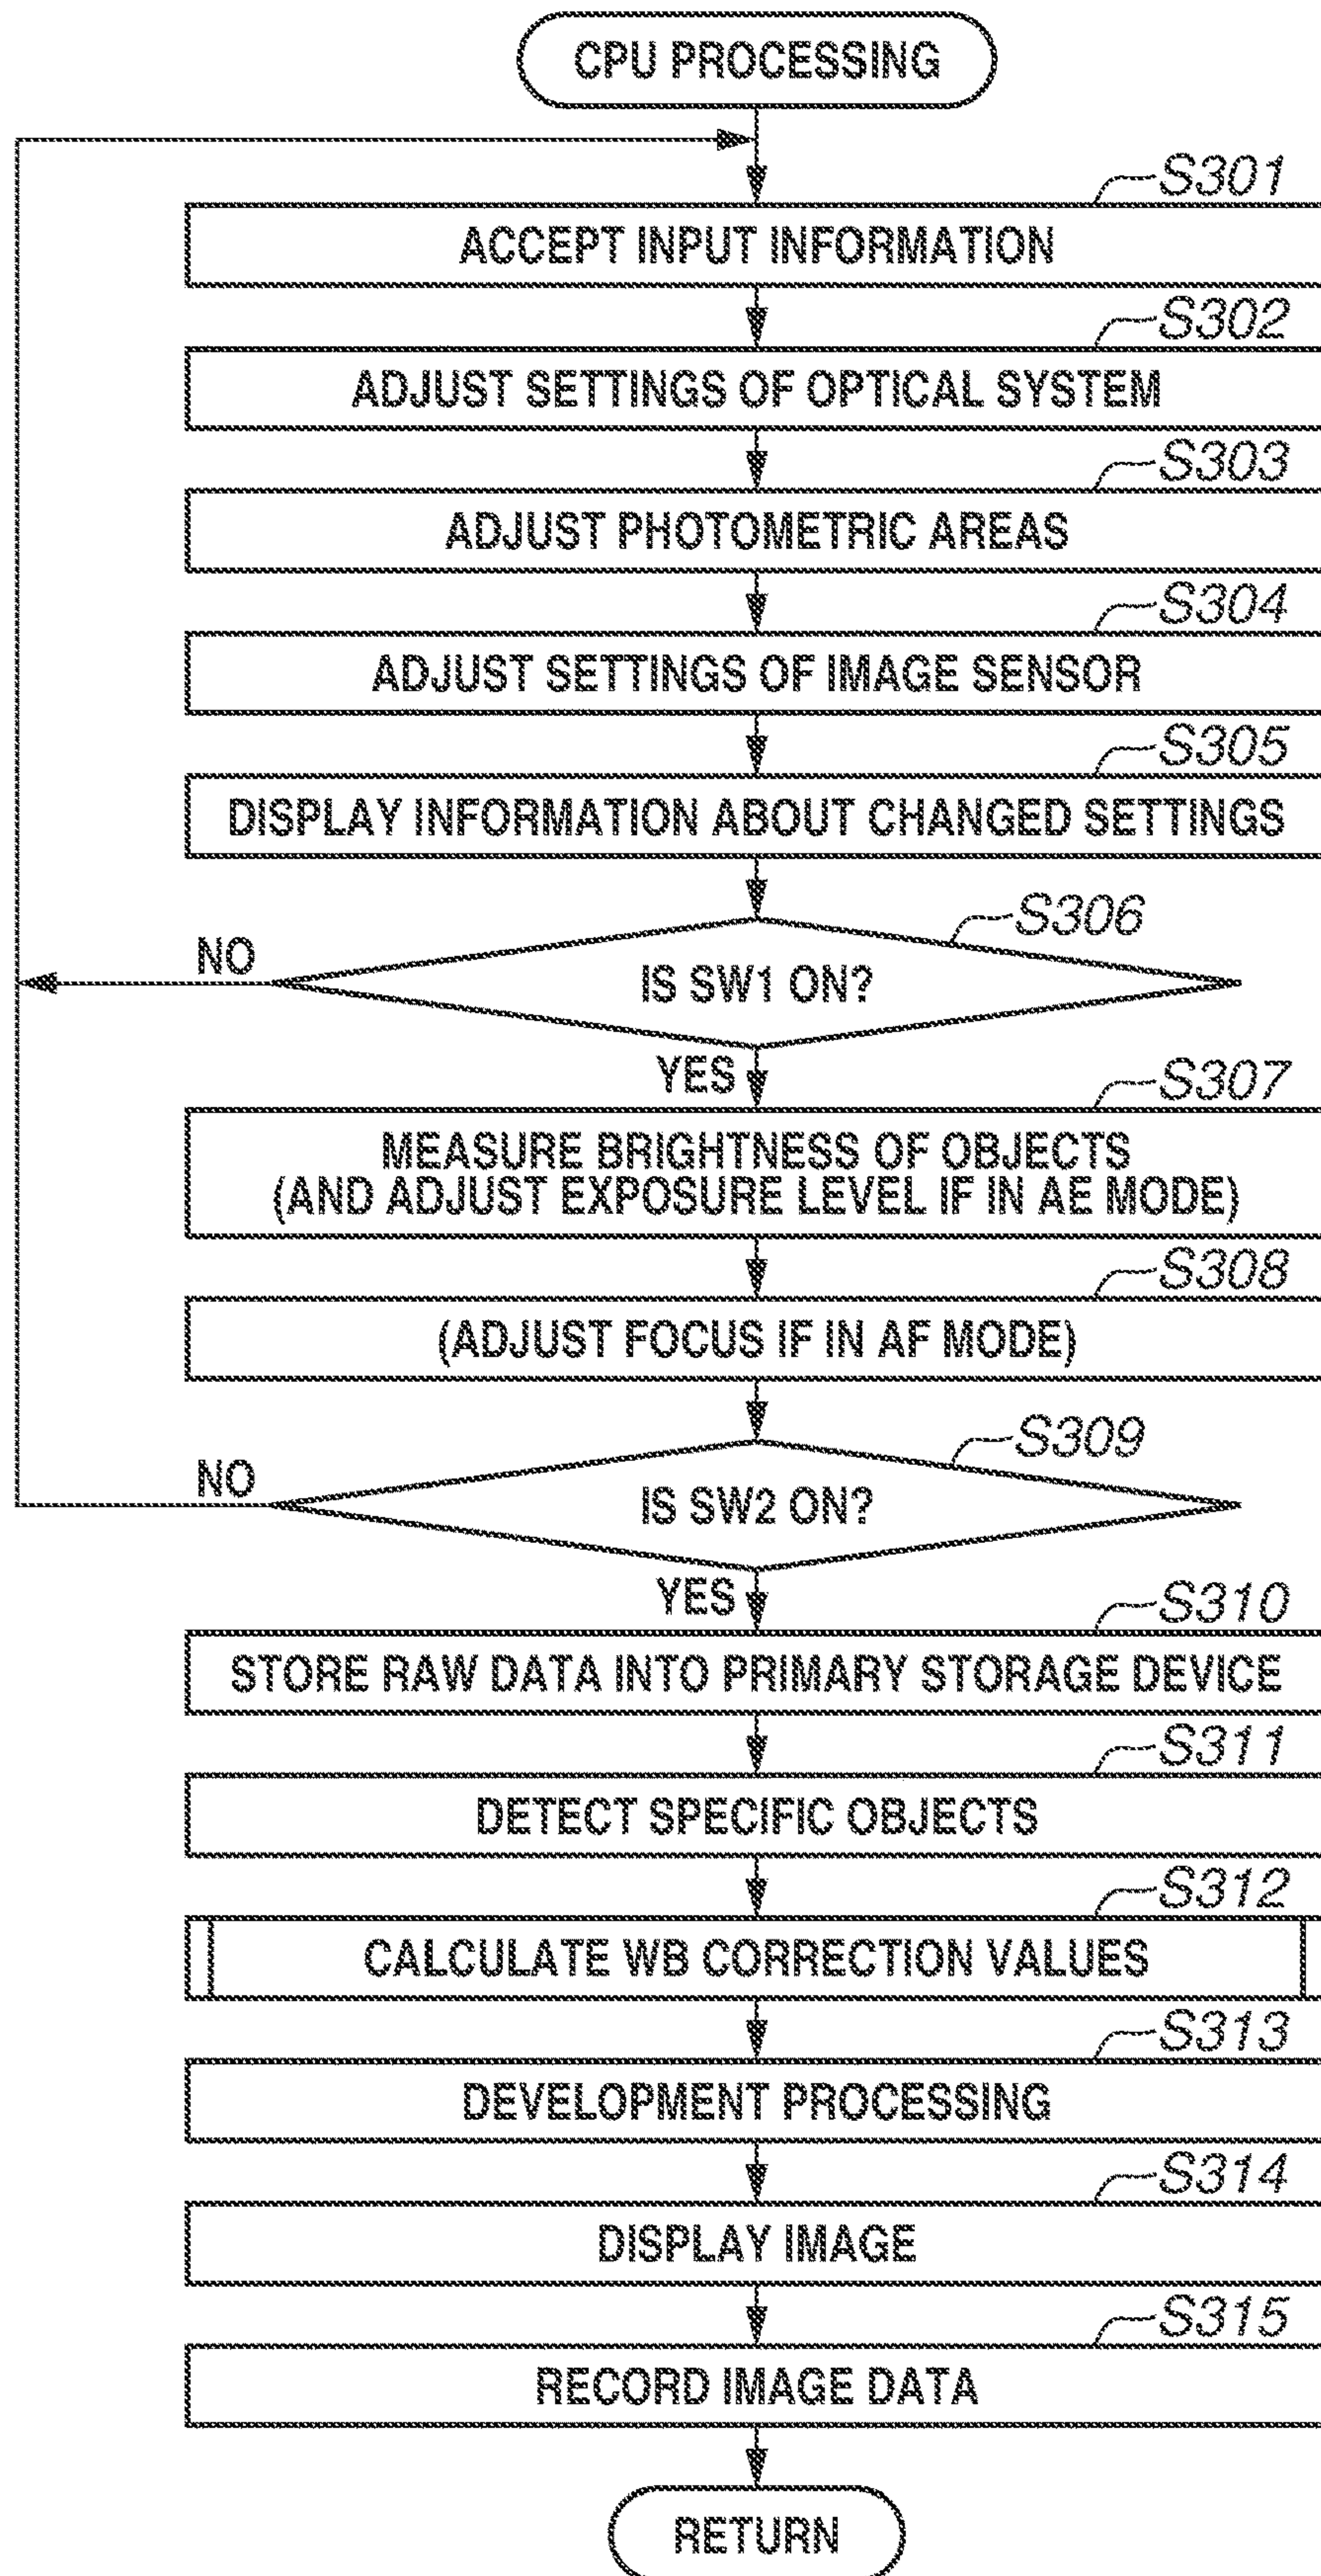 CPU PROCESSING
S301
ACCEPT INPUT INFORMATION
S302
ADJUST SETTINGS OF OPTICAL SYSTEM
S303
ADJUST PHOTOMETRIC AREAS
S304
ADJUST SETTINGS OF IMAGE SENSOR
S305
DISPLAY INFORMATION ABOUT CHANGED SETTINGS
S306
NO
IS SW1 ON?
YES
S307
MEASURE BRIGHTNESS OF OBJECTS
(AND ADJUST EXPOSURE LEVEL IF IN AE MODE)
S308
(ADJUST FOCUS IF IN AF MODE)
S309
NO
IS SW2 ON?
YES
S310
STORE RAW DATA INTO PRIMARY STORAGE DEVICE
S311
DETECT SPECIFIC OBJECTS
S312
CALCULATE WB CORRECTION VALUES
S313
DEVELOPMENT PROCESSING
S314
DISPLAY IMAGE
S315
RECORD IMAGE DATA
RETURN